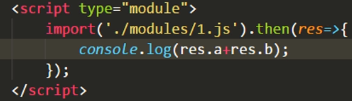 <script type="module">
import('./modules/1.js').then(res=>{
console.log(res.a+res.b);
});
</script>